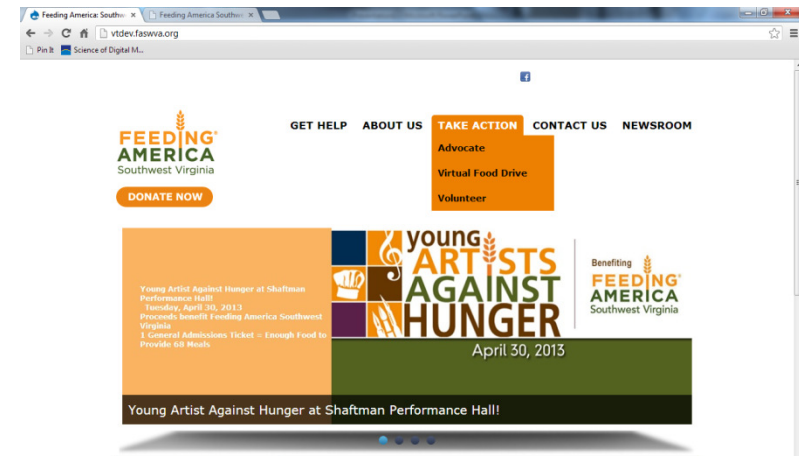 Feeding America: Southw
Feeding America Southwe
vtdev.faswva.org
Pin It Science of Digital M...
GET HELP ABOUT US TAKE ACTION CONTACT US NEWSROOM
FEEDING
AMERICA
Southwest Virginia
DONATE NOW
Advocate
Virtual Food Drive
Volunteer
Young Artist Against Hunger at Shaftman
Performance Hall!
Tuesday, April 30, 2013
Proceeds benefit Feeding America Southwest
Virginia
1 General Admissions Ticket = Enough Food to
Provide 68 Meals
young
ARTISTS
AGAINST
HUNGER
Benefiting
FEEDING
AMERICA
Southwest Virginia
April 30, 2013
Young Artist Against Hunger at Shaftman Performance Hall!